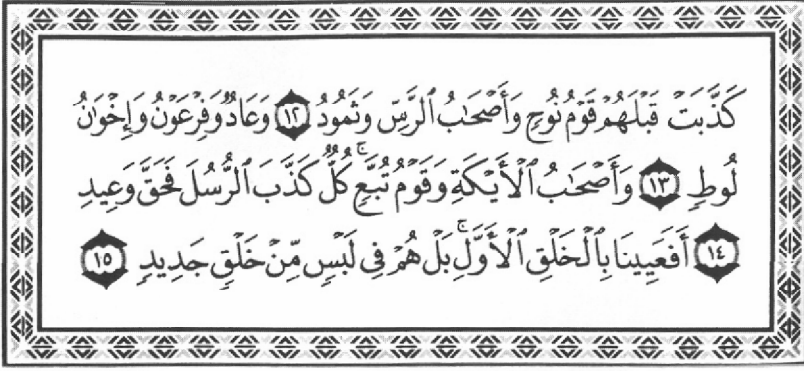 كَذَّبَتْ قَبْلَهُمْ قَوْمُ نُوحٍ وَأَصْحَٰبُ ٱلرَّسِّ وَثَمُودُ ١٢ وَعَادٌ وَفِرْعَوْنُ وَإِخْوَٰنُ
لُوطٍ ١٣ وَأَصْحَٰبُ ٱلْأَيْكَةِ وَقَوْمُ تُبَّعٍ ۚ كُلٌّ كَذَّبَ ٱلرُّسُلَ فَحَقَّ وَعِيدِ
١٤ أَفَعَيِينَا بِٱلْخَلْقِ ٱلْأَوَّلِ ۚ بَلْ هُمْ فِى لَبْسٍ مِّنْ خَلْقٍ جَدِيدٍ ١٥